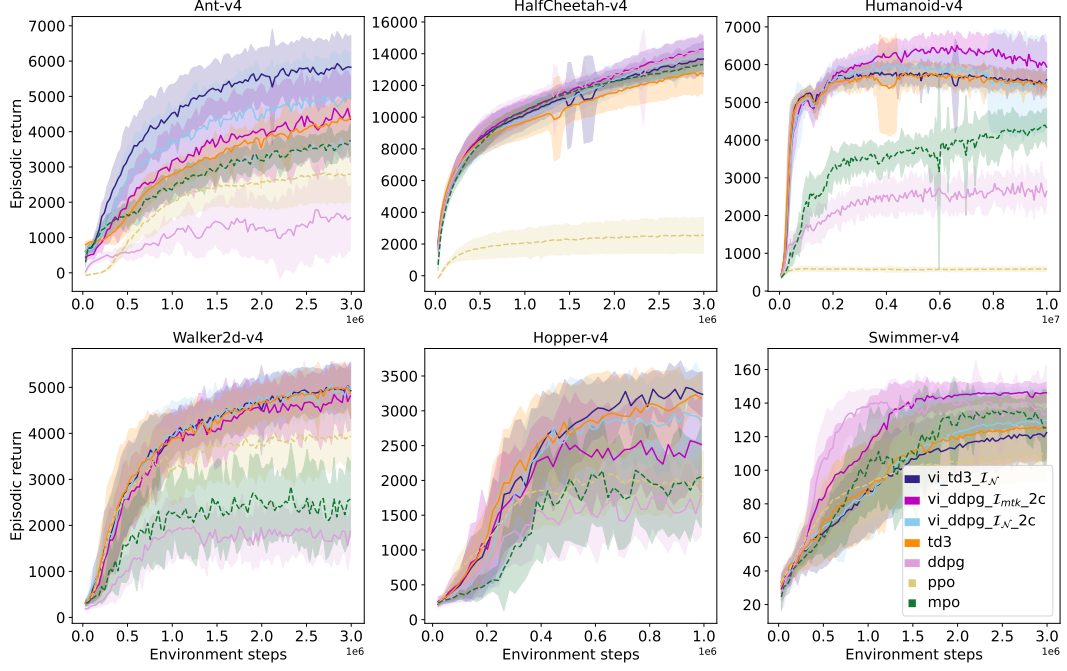 Ant-v4
HalfCheetah-v4
Humanoid-v4
Episodic return
7000
6000
5000
4000
3000
2000
1000
0
0.0 0.5 1.0 1.5 2.0 2.5 3.0
1e6
16000
14000
12000
10000
8000
6000
4000
2000
0
0.0 0.5 1.0 1.5 2.0 2.5 3.0
1e6
7000
6000
5000
4000
3000
2000
1000
0
0.0 0.2 0.4 0.6 0.8 1.0
1e7
Walker2d-v4
Hopper-v4
Swimmer-v4
Episodic return
5000
4000
3000
2000
1000
0
0.0 0.5 1.0 1.5 2.0 2.5 3.0
1e6
Environment steps
3500
3000
2500
2000
1500
1000
500
0
0.0 0.2 0.4 0.6 0.8 1.0
1e6
Environment steps
160
140
120
100
80
60
40
20
0.0 0.5 1.0 1.5 2.0 2.5 3.0
1e6
Environment steps
vi_td3_𝓘_𝒩
vi_ddpg_𝓘_mtk_2c
vi_ddpg_𝓘_𝒩_2c
td3
ddpg
ppo
mpo